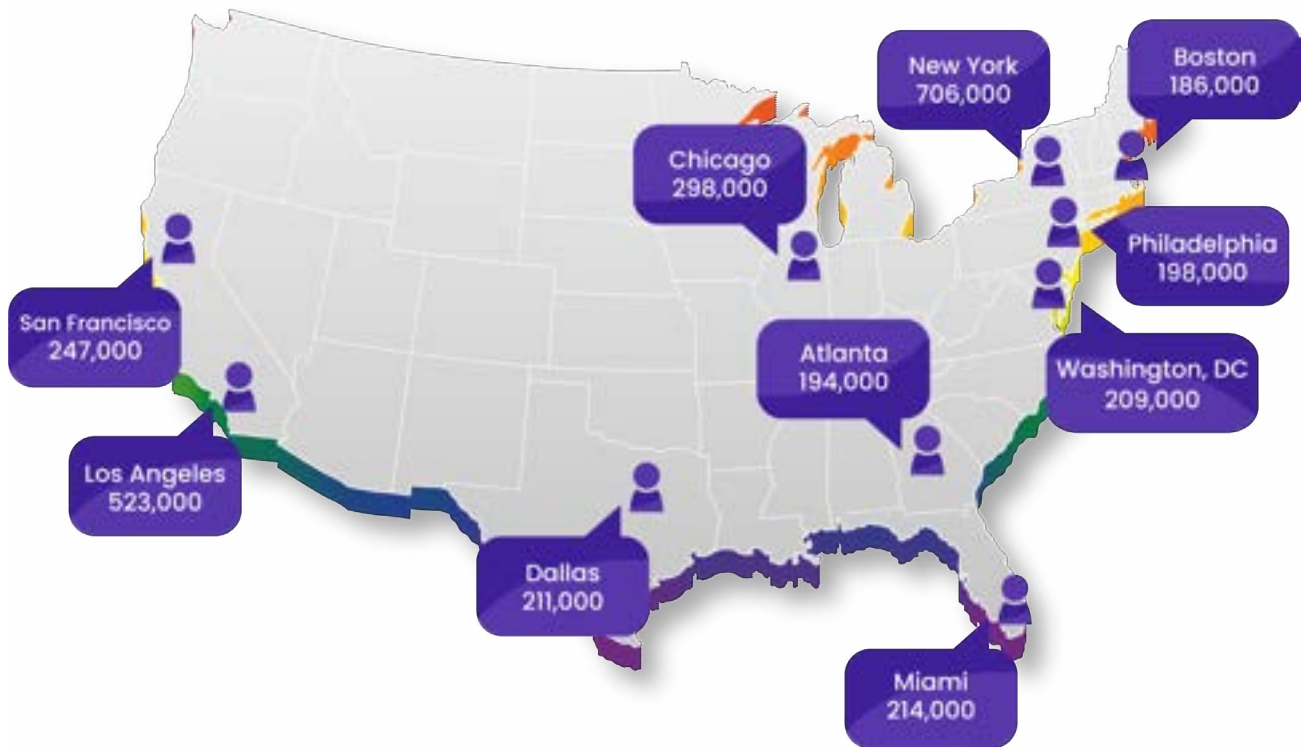 New York
706,000
Boston
186,000
Chicago
298,000
Philadelphia
198,000
San Francisco
247,000
Atlanta
194,000
Washington, DC
209,000
Los Angeles
523,000
Dallas
211,000
Miami
214,000